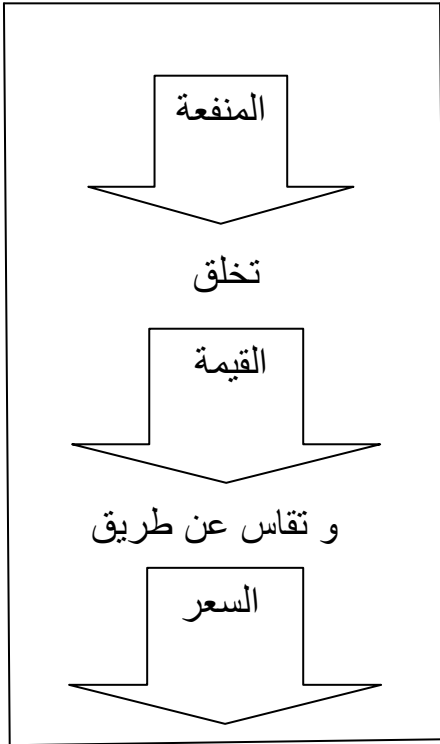 المنفعة
تخلق
القيمة
و تقاس عن طريق
السعر